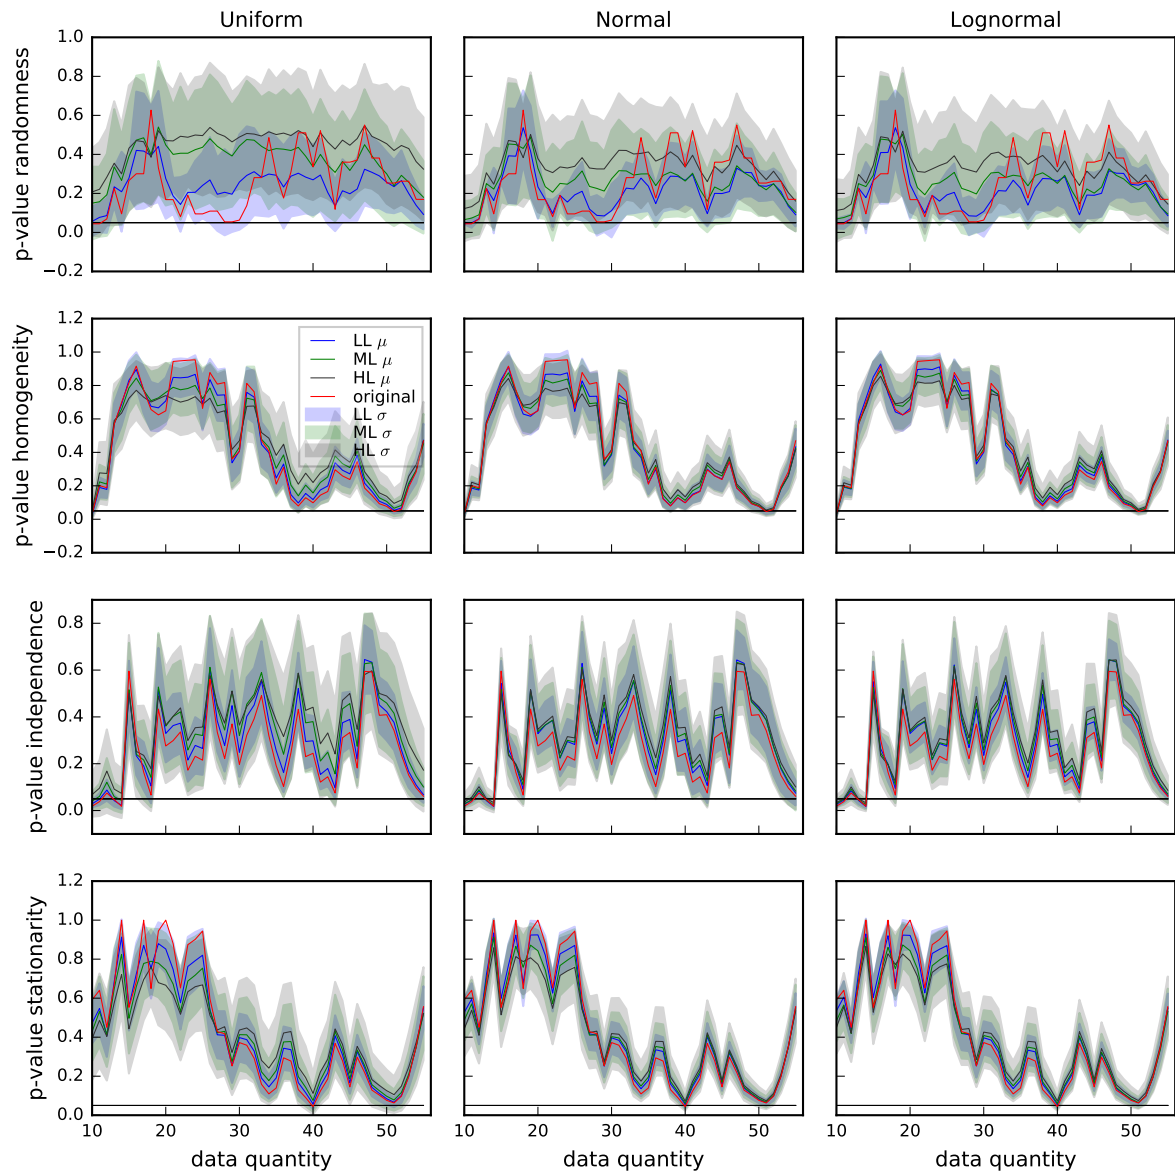 Uniform Normal Lognormal
p-value randomness
1.0
0.8
0.6
0.4
0.2
0.0
−0.2
p-value homogeneity
1.2
1.0
0.8
0.6
0.4
0.2
0.0
−0.2
LL μ
ML μ
HL μ
original
LL σ
ML σ
HL σ
p-value independence
0.8
0.6
0.4
0.2
0.0
p-value stationarity
1.2
1.0
0.8
0.6
0.4
0.2
0.0
10 20 30 40 50 10 20 30 40 50 10 20 30 40 50
data quantity data quantity data quantity